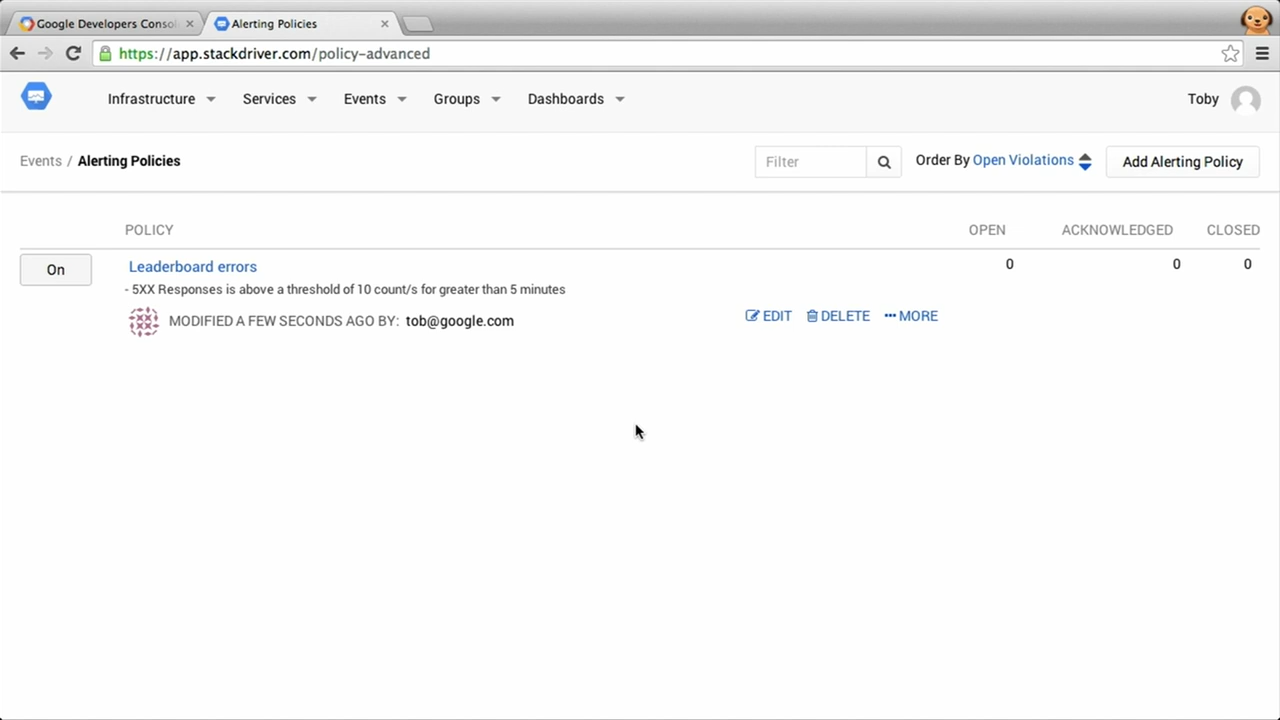 Google Developers Consol
Alerting Policies
https://app.stackdriver.com/policy-advanced
Infrastructure Services Events Groups Dashboards Toby
Events / Alerting Policies Filter Order By Open Violations Add Alerting Policy
POLICY OPEN ACKNOWLEDGED CLOSED
On Leaderboard errors 0 0 0
- 5XX Responses is above a threshold of 10 count/s for greater than 5 minutes
MODIFIED A FEW SECONDS AGO BY: tob@google.com EDIT DELETE ••• MORE